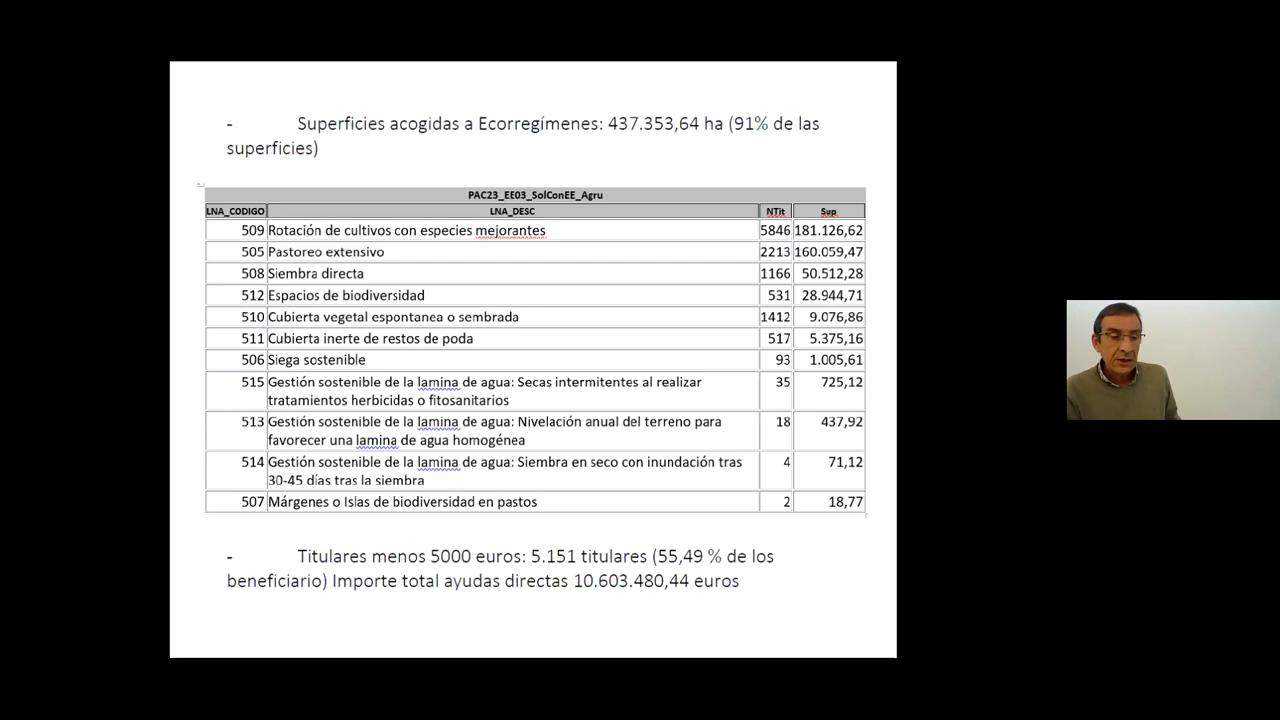 - Superficies acogidas a Ecorregímenes: 437.353,64 ha (91% de las
superficies)
PAC23_EE03_SolConEE_Agru
LNA_CODIGO LNA_DESC NTit Sup
509 Rotación de cultivos con especies mejorantes 5846 181.126,62
505 Pastoreo extensivo 2213 160.059,47
508 Siembra directa 1166 50.512,28
512 Espacios de biodiversidad 531 28.944,71
510 Cubierta vegetal espontanea o sembrada 1412 9.076,86
511 Cubierta inerte de restos de poda 517 5.375,16
506 Siega sostenible 93 1.005,61
515 Gestión sostenible de la lamina de agua: Secas intermitentes al realizar 35 725,12
tratamientos herbicidas o fitosanitarios
513 Gestión sostenible de la lamina de agua: Nivelación anual del terreno para 18 437,92
favorecer una lamina de agua homogénea
514 Gestión sostenible de la lamina de agua: Siembra en seco con inundación tras 4 71,12
30-45 días tras la siembra
507 Márgenes o Islas de biodiversidad en pastos 2 18,77
- Titulares menos 5000 euros: 5.151 titulares (55,49 % de los
beneficiario) Importe total ayudas directas 10.603.480,44 euros